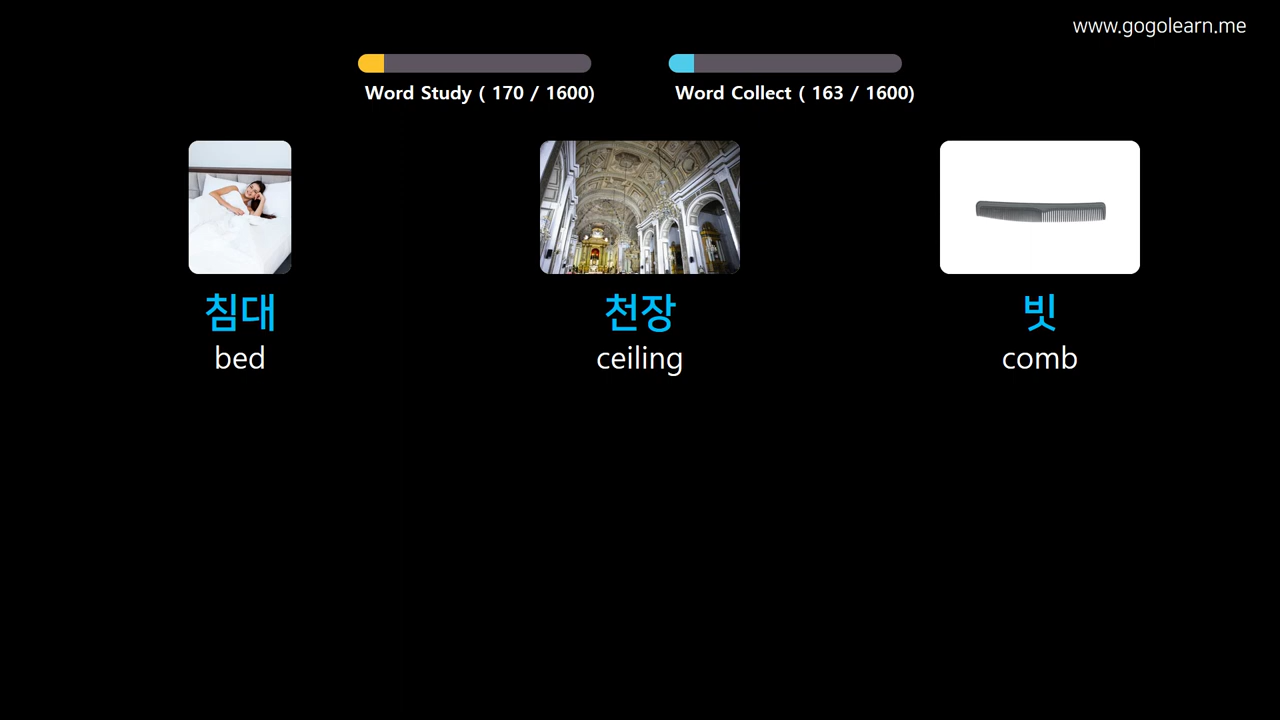 www.gogolearn.me
Word Study ( 170 / 1600)
Word Collect ( 163 / 1600)
침대
bed
천장
ceiling
빗
comb